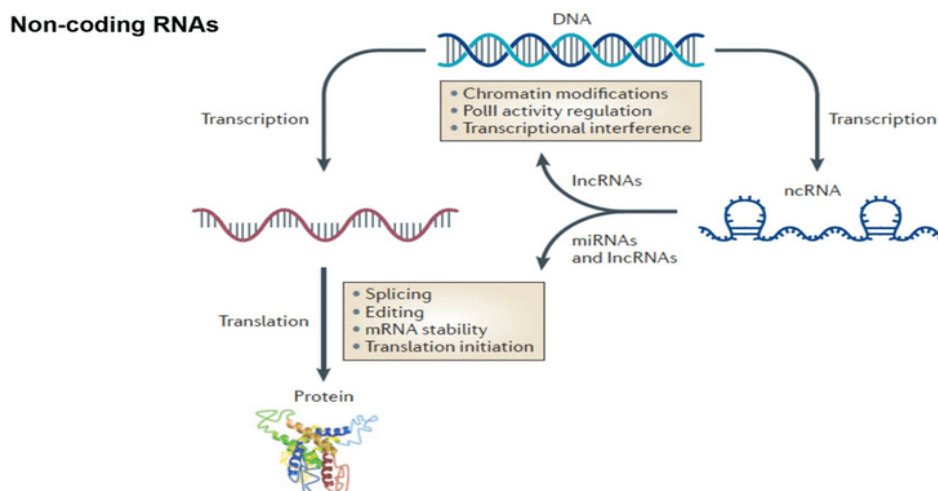 Non-coding RNAs
DNA
• Chromatin modifications
• PolII activity regulation
• Transcriptional interference
Transcription
Transcription
lncRNAs
ncRNA
miRNAs
and lncRNAs
• Splicing
• Editing
• mRNA stability
• Translation initiation
Translation
Protein